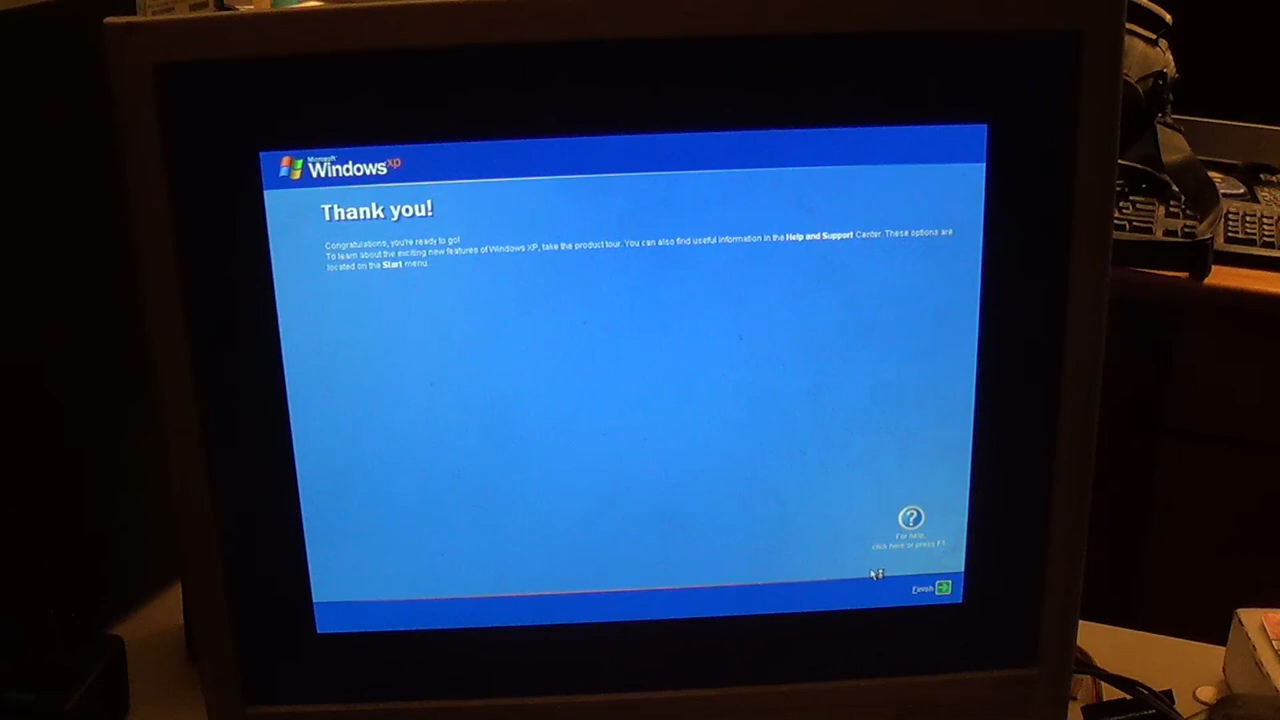 Microsoft
Windows xp
Thank you!
Congratulations, you're ready to go!
To learn about the exciting new features of Windows XP, take the product tour. You can also find useful information in the Help and Support Center. These options are
located on the Start menu.
For help,
click here or press F1
Finish